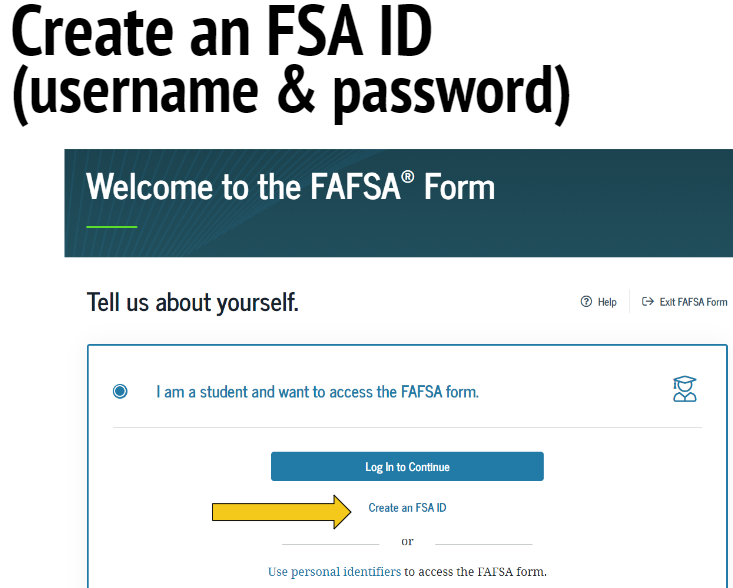 Create an FSA ID
(username & password)
Welcome to the FAFSA® Form
Tell us about yourself.
Help
Exit FAFSA Form
I am a student and want to access the FAFSA form.
Log In to Continue
Create an FSA ID
or
Use personal identifiers to access the FAFSA form.